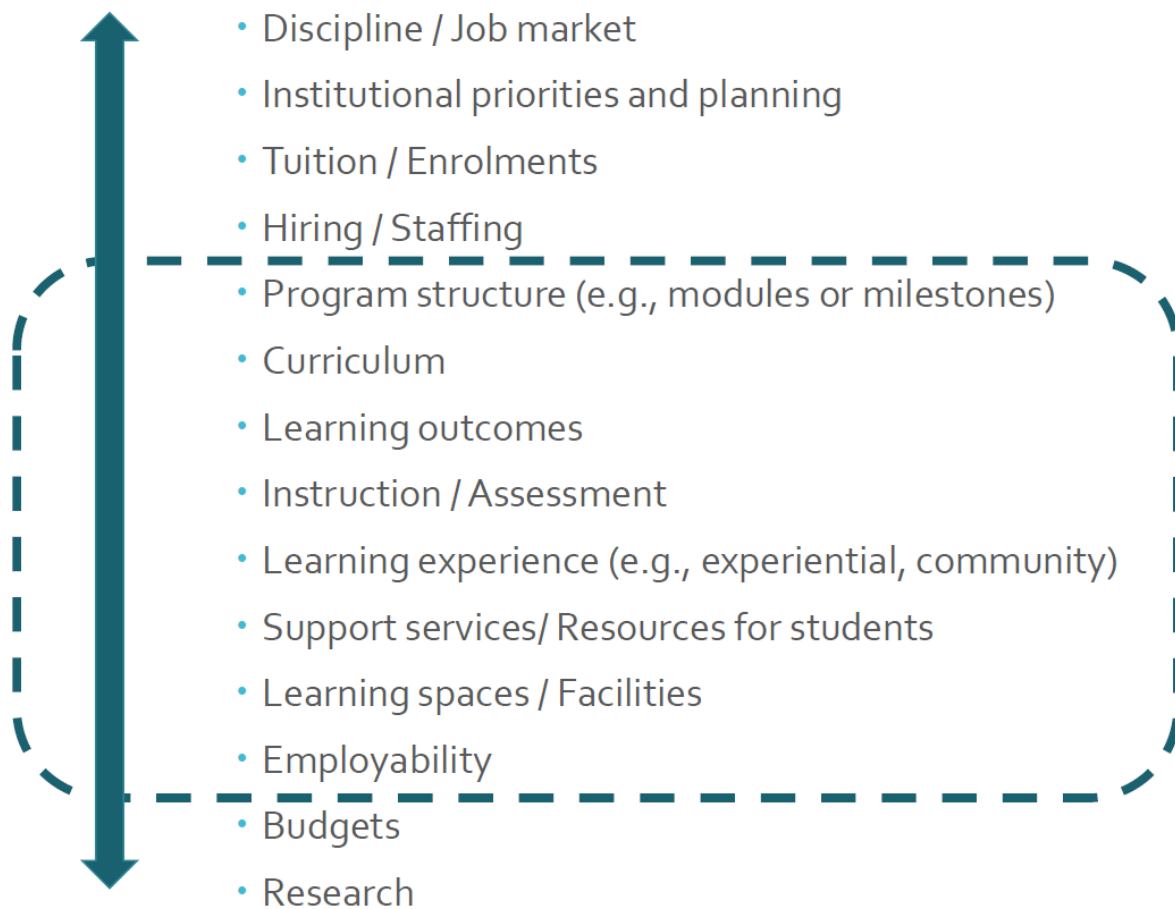 • Discipline / Job market
• Institutional priorities and planning
• Tuition / Enrolments
• Hiring / Staffing
• Program structure (e.g., modules or milestones)
• Curriculum
• Learning outcomes
• Instruction / Assessment
• Learning experience (e.g., experiential, community)
• Support services/ Resources for students
• Learning spaces / Facilities
• Employability
• Budgets
• Research